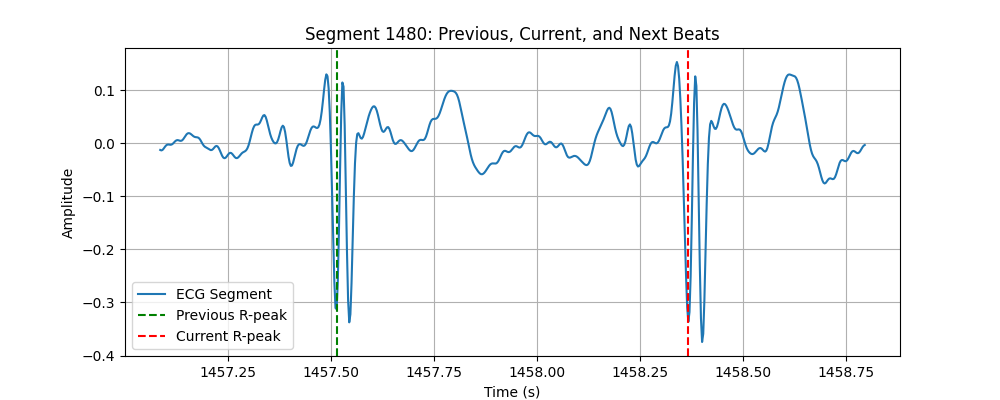 Segment 1480: Previous, Current, and Next Beats
Amplitude
0.1
0.0
−0.1
−0.2
−0.3
−0.4
ECG Segment
Previous R-peak
Current R-peak
1457.25 1457.50 1457.75 1458.00 1458.25 1458.50 1458.75
Time (s)